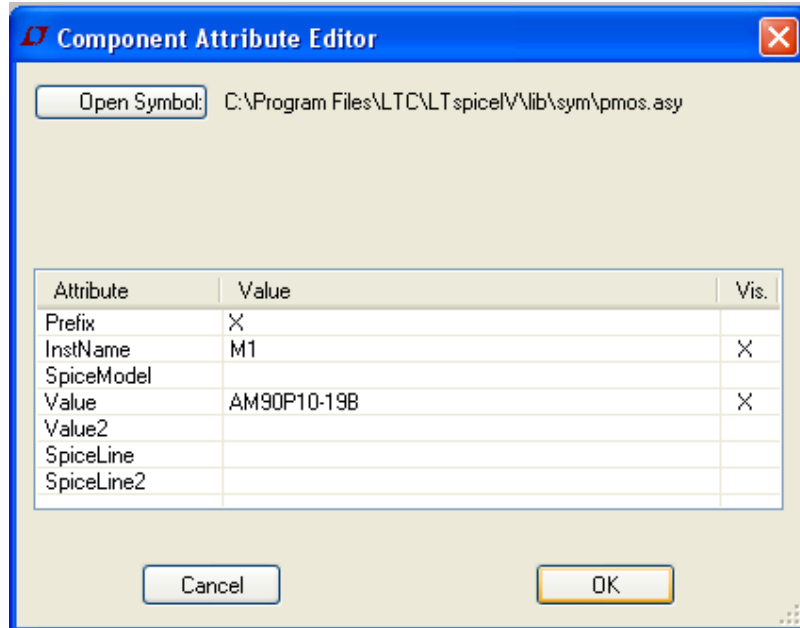 Component Attribute Editor
Open Symbol: C:\Program Files\LTC\LTspiceIV\lib\sym\pmos.asy
Attribute Value Vis.
Prefix X
InstName M1 X
SpiceModel
Value AM90P10-19B X
Value2
SpiceLine
SpiceLine2
Cancel OK